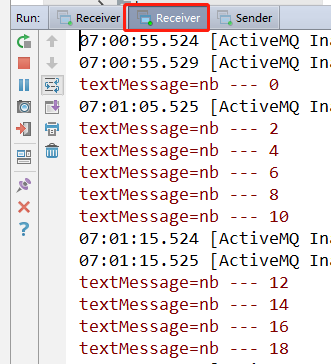 Run: Receiver Receiver Sender
07:00:55.524 [ActiveMQ Ina
07:00:55.529 [ActiveMQ Ina
textMessage=nb --- 0
07:01:05.525 [ActiveMQ Ina
textMessage=nb --- 2
textMessage=nb --- 4
textMessage=nb --- 6
textMessage=nb --- 8
textMessage=nb --- 10
07:01:15.524 [ActiveMQ Ina
07:01:15.525 [ActiveMQ Ina
textMessage=nb --- 12
textMessage=nb --- 14
textMessage=nb --- 16
textMessage=nb --- 18